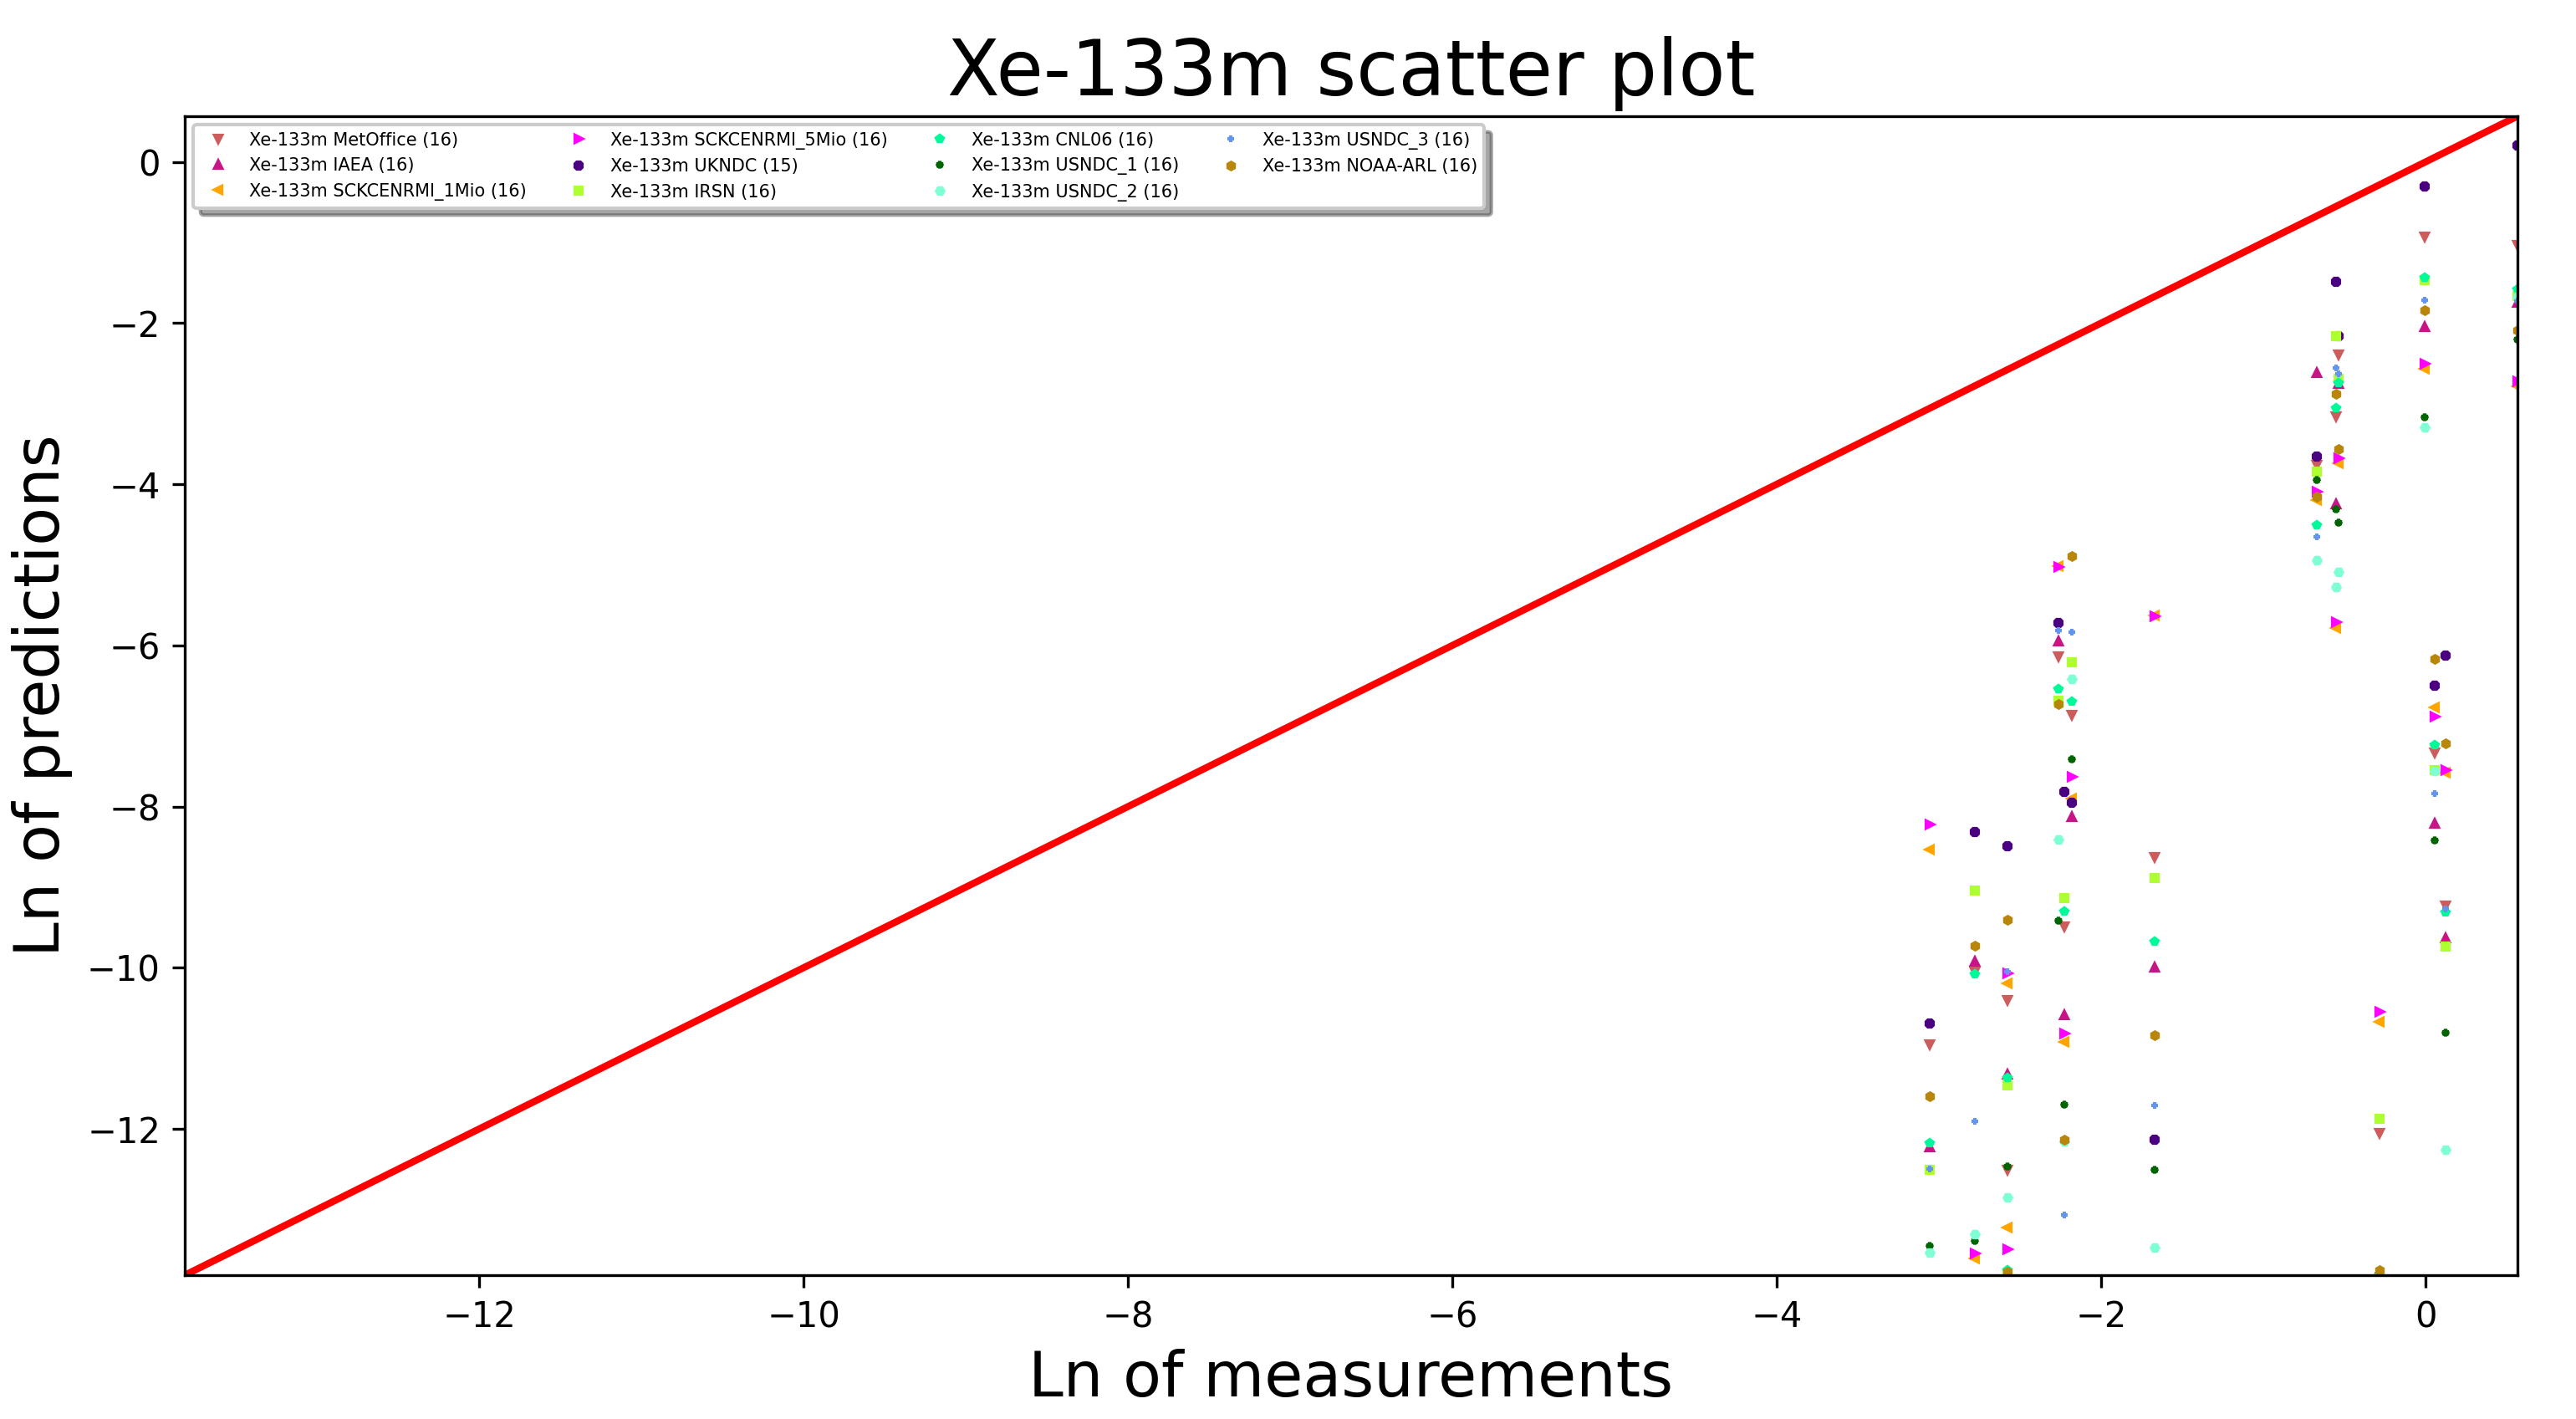 Xe-133m scatter plot
Xe-133m MetOffice (16)
Xe-133m IAEA (16)
Xe-133m SCKCENRMI_1Mio (16)
Xe-133m SCKCENRMI_5Mio (16)
Xe-133m UKNDC (15)
Xe-133m IRSN (16)
Xe-133m CNL06 (16)
Xe-133m USNDC_1 (16)
Xe-133m USNDC_2 (16)
Xe-133m USNDC_3 (16)
Xe-133m NOAA-ARL (16)
Ln of predictions
0
−2
−4
−6
−8
−10
−12
−12
−10
−8
−6
−4
−2
0
Ln of measurements